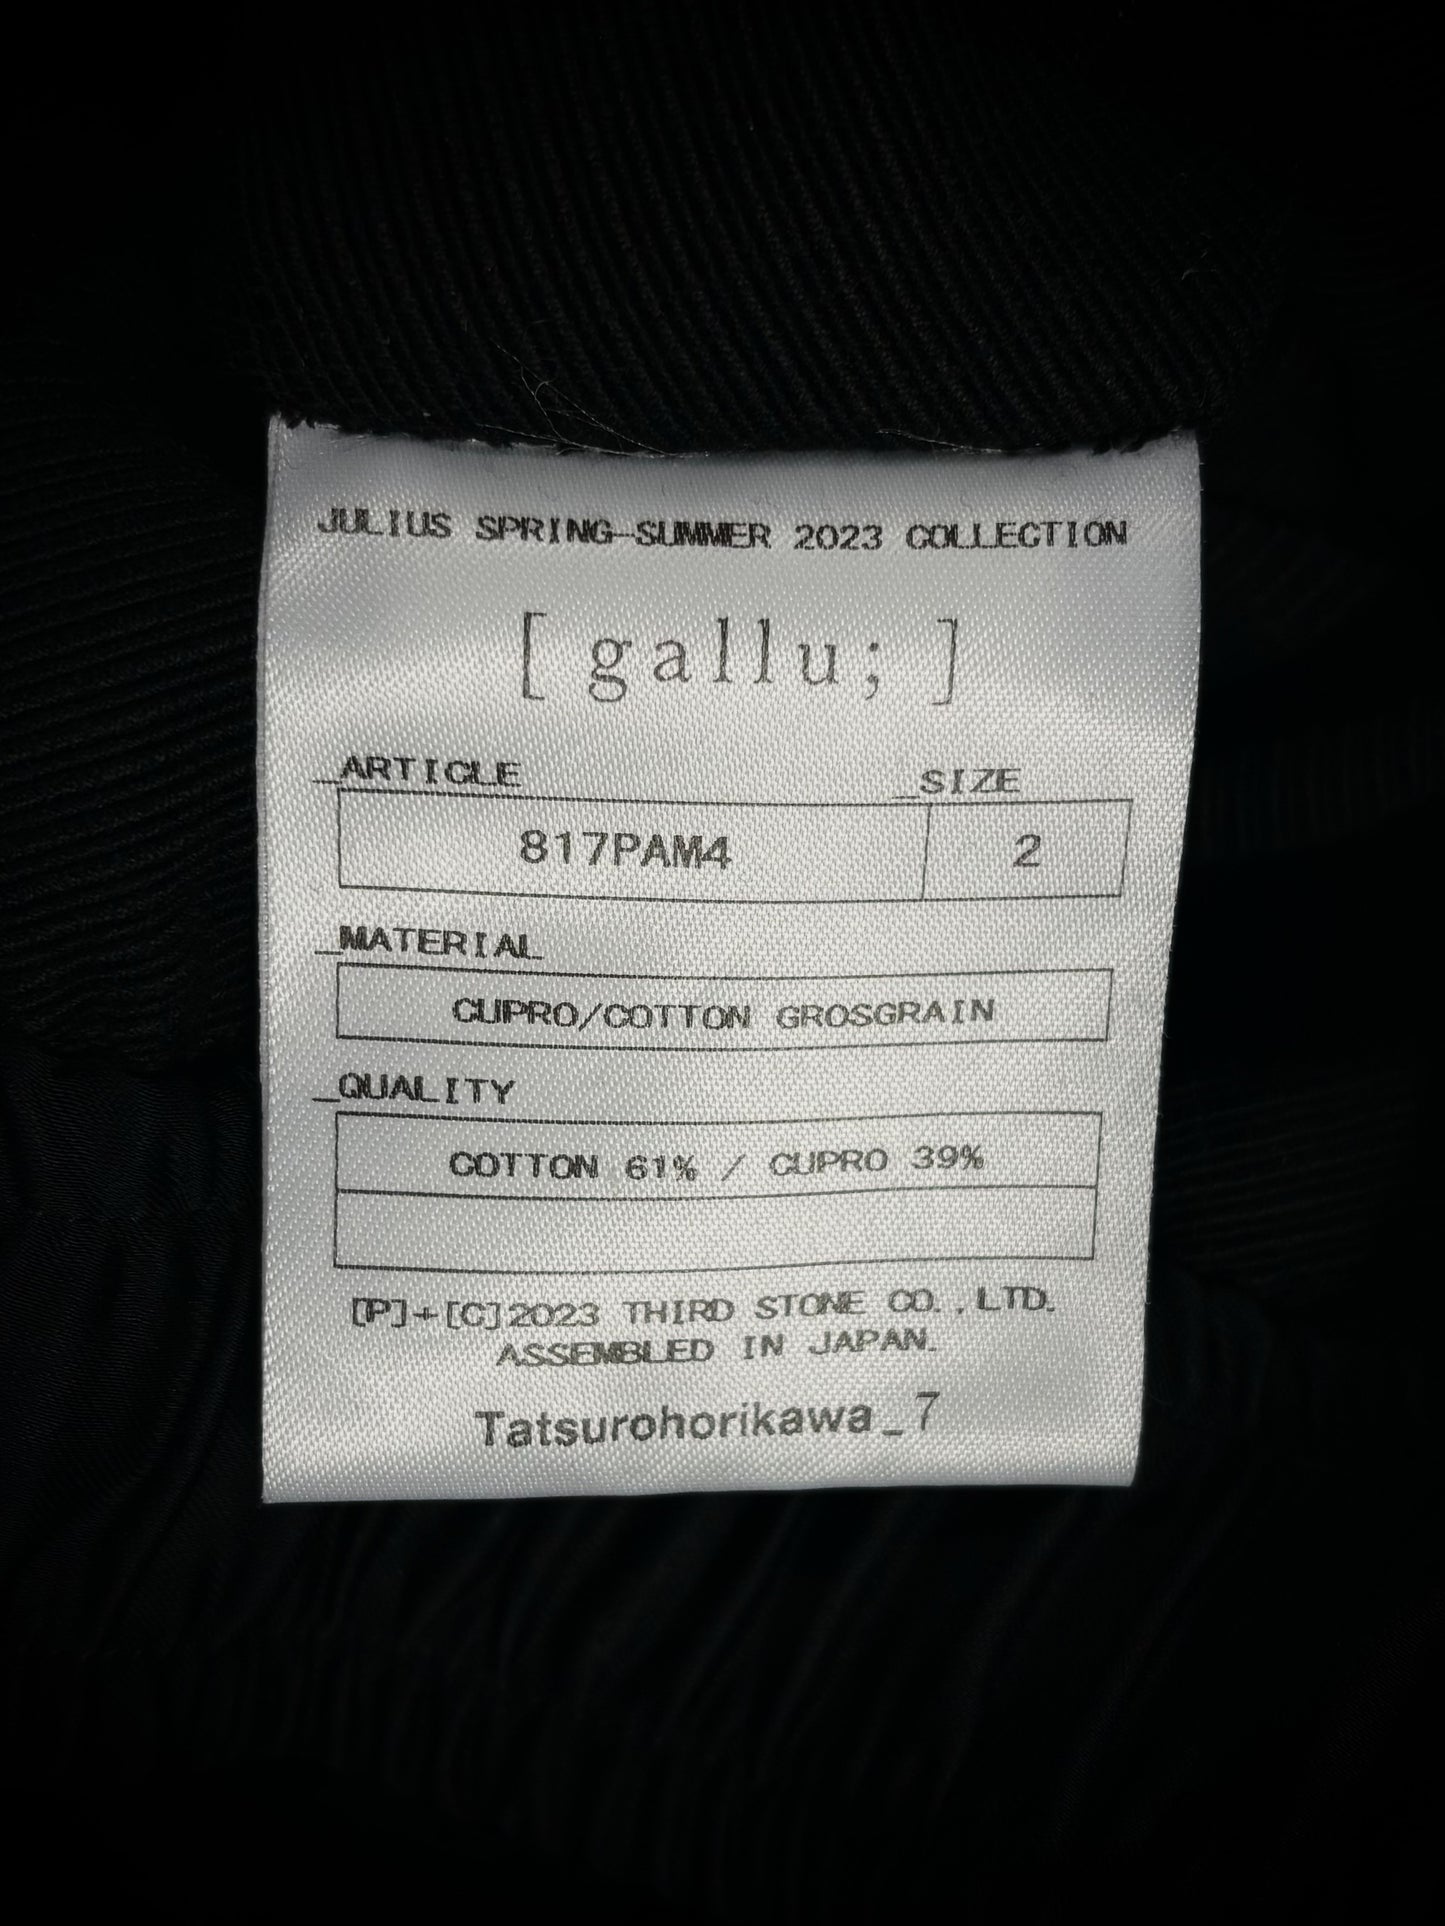 JULIUS SPRING-SUMMER 2023 COLLECTION
[ gallu; ]
_ARTICLE _SIZE
817PAM4 2
_MATERIAL
CUPRO/COTTON GROSGRAIN
_QUALITY
COTTON 61% / CUPRO 39%
[P]+[C]2023 THIRD STONE CO.,LTD.
ASSEMBLED IN JAPAN.
Tatsurohorikawa_7